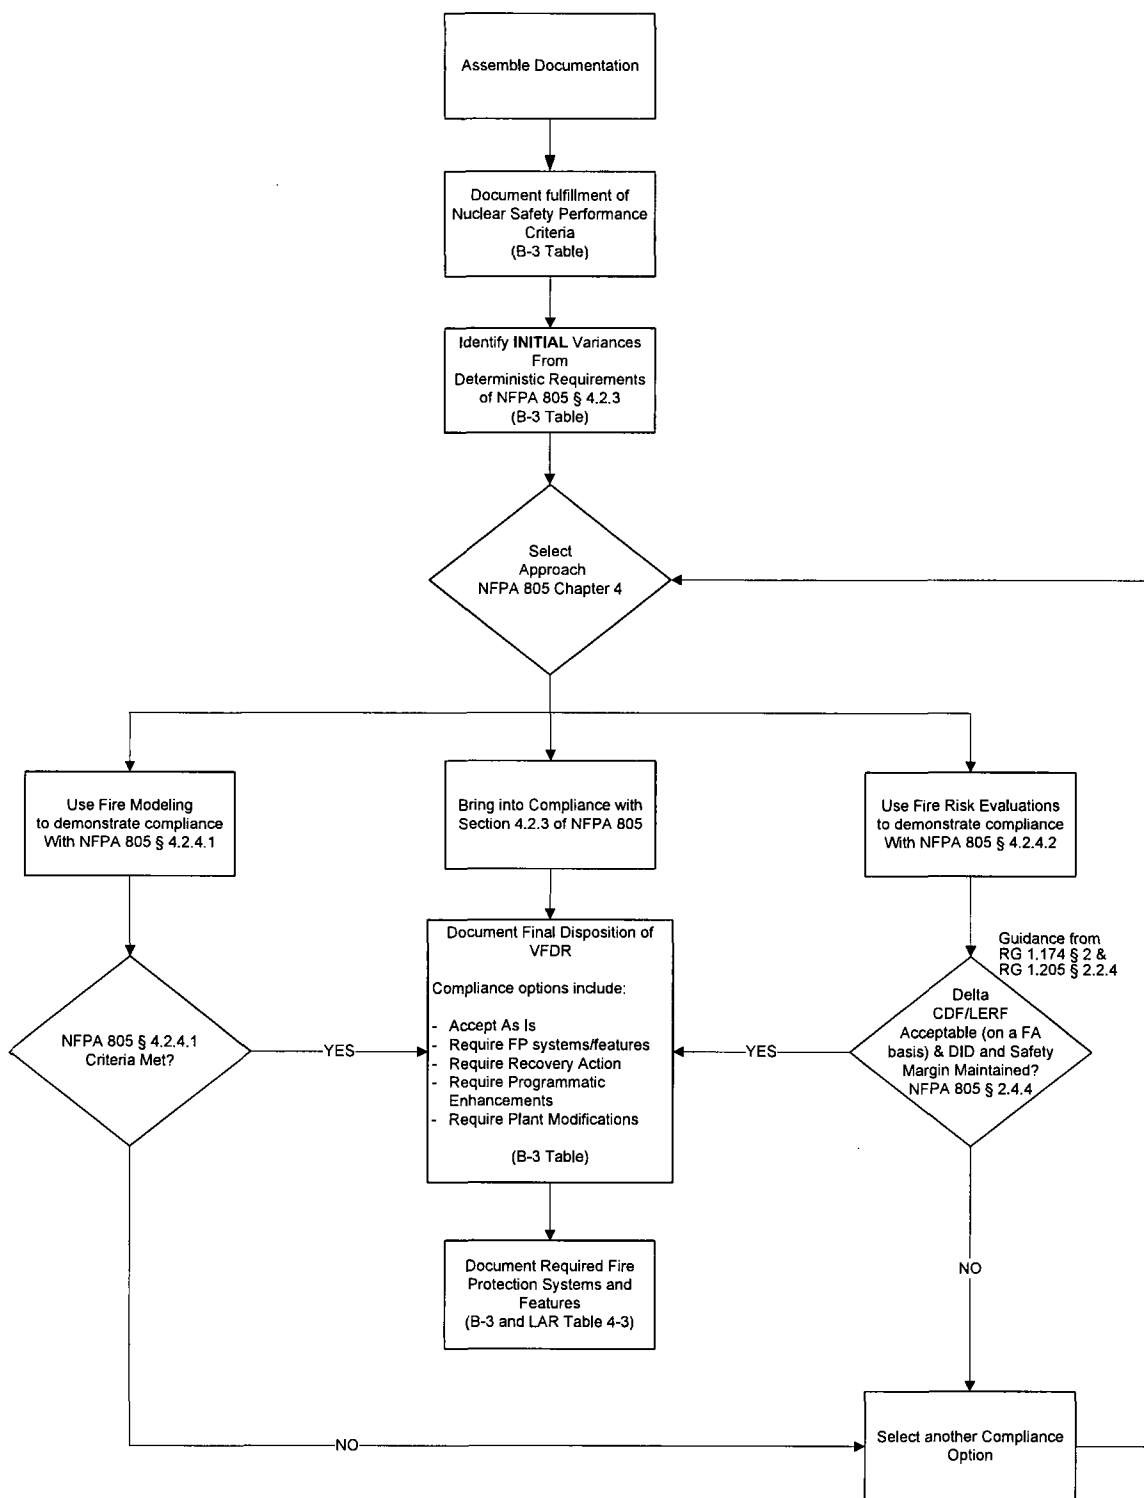 Assemble Documentation
Document fulfillment of
Nuclear Safety Performance
Criteria
(B-3 Table)
Identify INITIAL Variances
From
Deterministic Requirements
of NFPA 805 § 4.2.3
(B-3 Table)
Select
Approach
NFPA 805 Chapter 4
Use Fire Modeling
to demonstrate compliance
With NFPA 805 § 4.2.4.1
Bring into Compliance with
Section 4.2.3 of NFPA 805
Use Fire Risk Evaluations
to demonstrate compliance
With NFPA 805 § 4.2.4.2
NFPA 805 § 4.2.4.1
Criteria Met?
YES
Document Final Disposition of
VFDR
Compliance options include:
- Accept As Is
- Require FP systems/features
- Require Recovery Action
- Require Programmatic
Enhancements
- Require Plant Modifications
(B-3 Table)
YES
Guidance from
RG 1.174 § 2 &
RG 1.205 § 2.2.4
Delta
CDF/LERF
Acceptable (on a FA
basis) & DID and Safety
Margin Maintained?
NFPA 805 § 2.4.4
Document Required Fire
Protection Systems and
Features
(B-3 and LAR Table 4-3)
NO
NO
Select another Compliance
Option